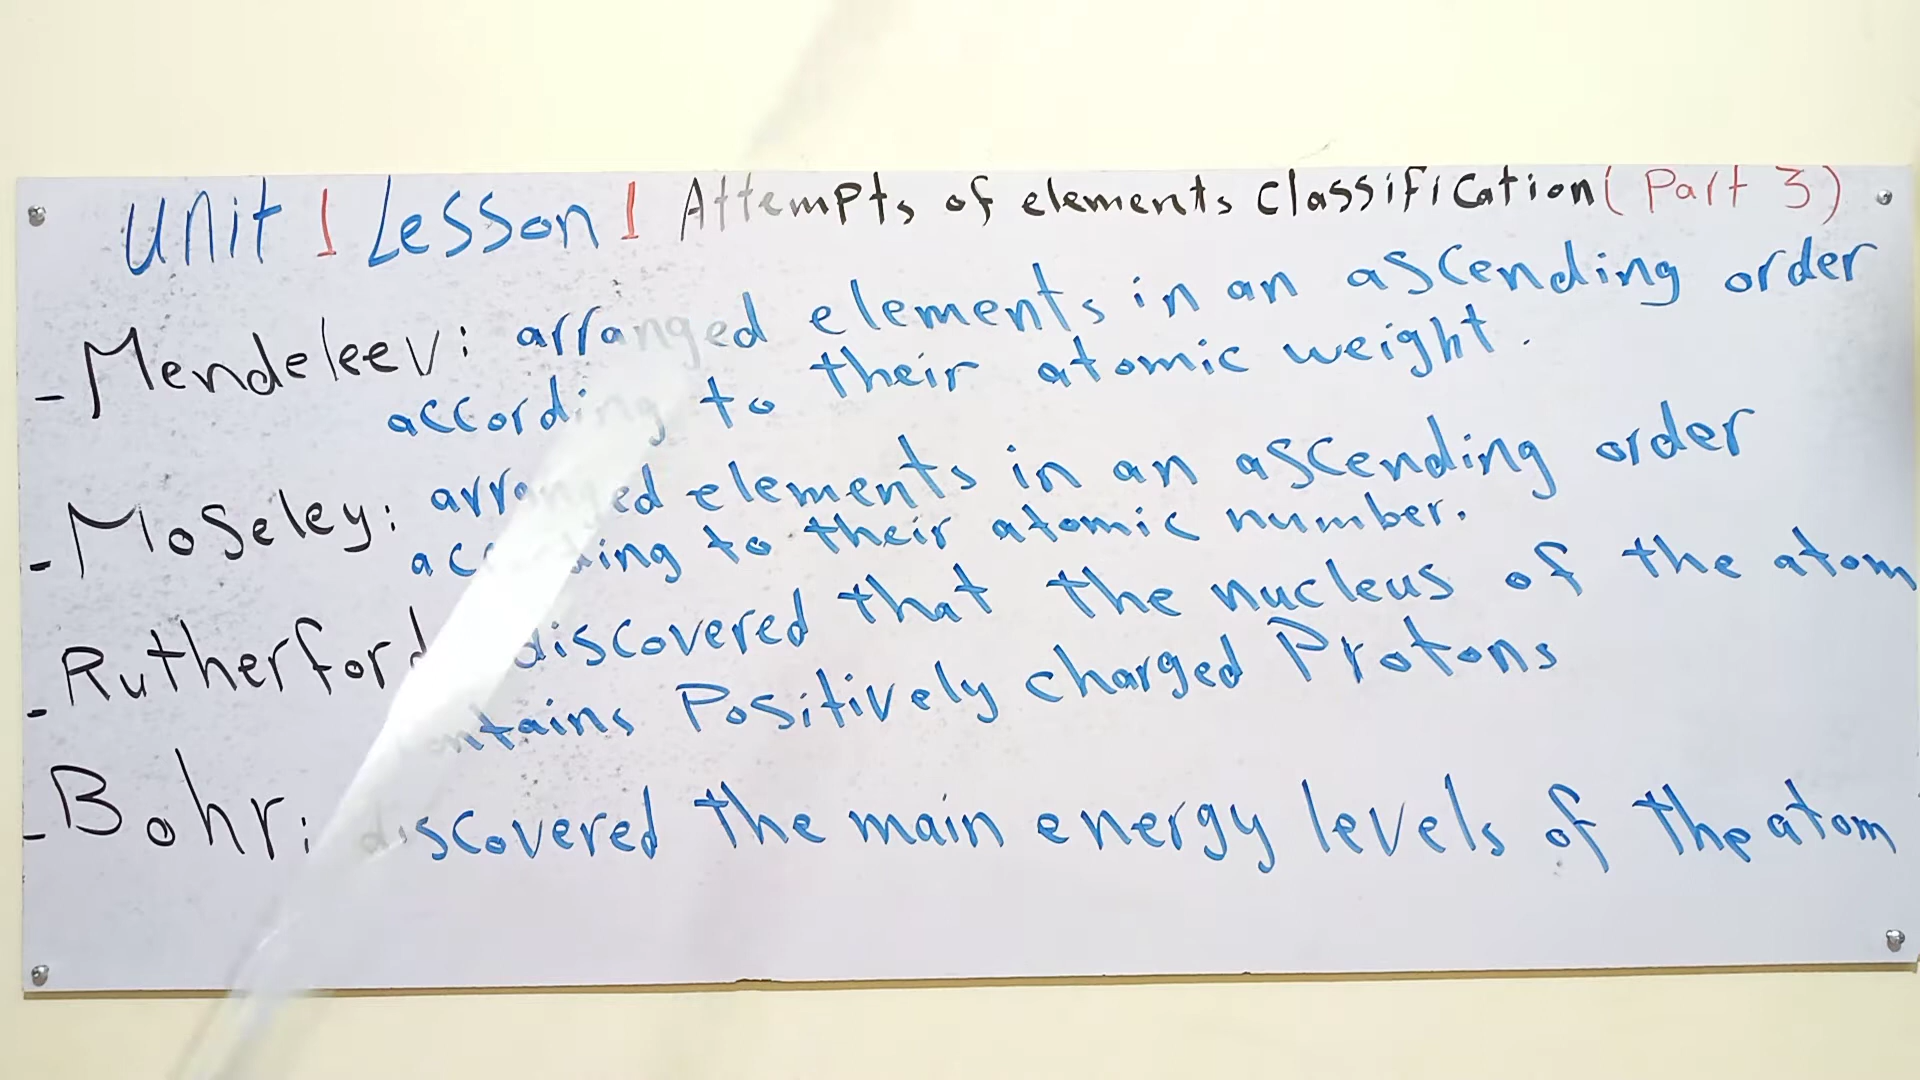 Unit 1 Lesson 1 Attempts of elements classification (Part 3)
- Mendeleev: arranged elements in an ascending order
according to their atomic weight.
- Moseley: arranged elements in an ascending order
according to their atomic number.
- Rutherford discovered that the nucleus of the atom
contains Positively charged Protons
- Bohr: discovered the main energy levels of the atom